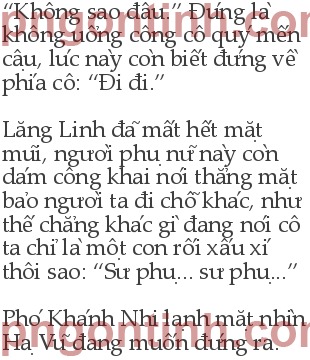 pngominh.com
“Không sao đâu.” Đúng là
không uổng công cô quý mến
cậu, lúc này còn biết đứng về
phía cô: “Đi đi.”
Lăng Linh đã mất hết mặt
mũi, người phụ nữ này còn
dám công khai nói thẳng mặt
bảo người ta đi chỗ khác, như
thế chẳng khác gì đang nói cô
ta chỉ là một con rối xấu xí
thôi sao: “Sư phụ... sư phụ...”
Phó Khánh Nhi lạnh mặt nhìn
Hạ Vũ đang muốn đứng ra.
pngominh.com